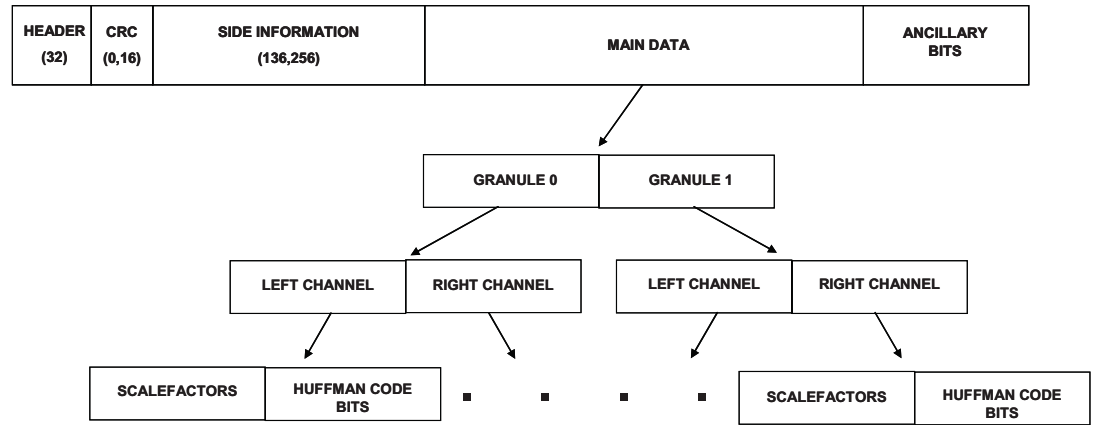 HEADER
(32)
CRC
(0,16)
SIDE INFORMATION
(136,256)
MAIN DATA
ANCILLARY
BITS
GRANULE 0
GRANULE 1
LEFT CHANNEL
RIGHT CHANNEL
LEFT CHANNEL
RIGHT CHANNEL
SCALEFACTORS
HUFFMAN CODE
BITS
SCALEFACTORS
HUFFMAN CODE
BITS